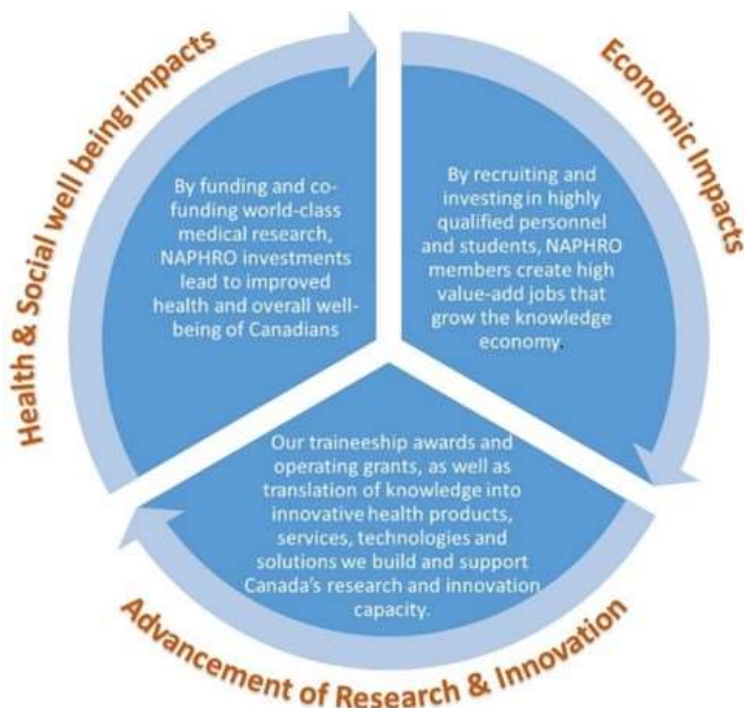 Health & Social well being impacts
By funding and co-
funding world-class
medical research,
NAPHRO investments
lead to improved
health and overall well-
being of Canadians
Economic Impacts
By recruiting and
investing in highly
qualified personnel
and students, NAPHRO
members create high
value-add jobs that
grow the knowledge
economy.
Our traineeship awards and
operating grants, as well as
translation of knowledge into
innovative health products,
services, technologies and
solutions we build and support
Canada's research and innovation
capacity.
Advancement of Research & Innovation